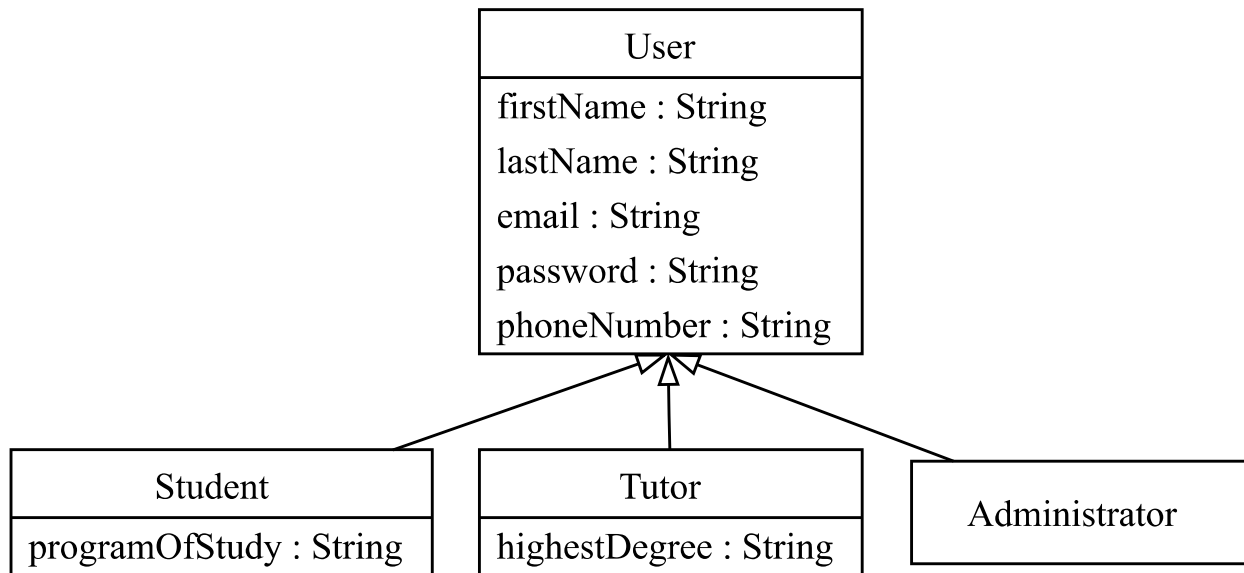 User
firstName : String
lastName : String
email : String
password : String
phoneNumber : String
Student
programOfStudy : String
Tutor
highestDegree : String
Administrator